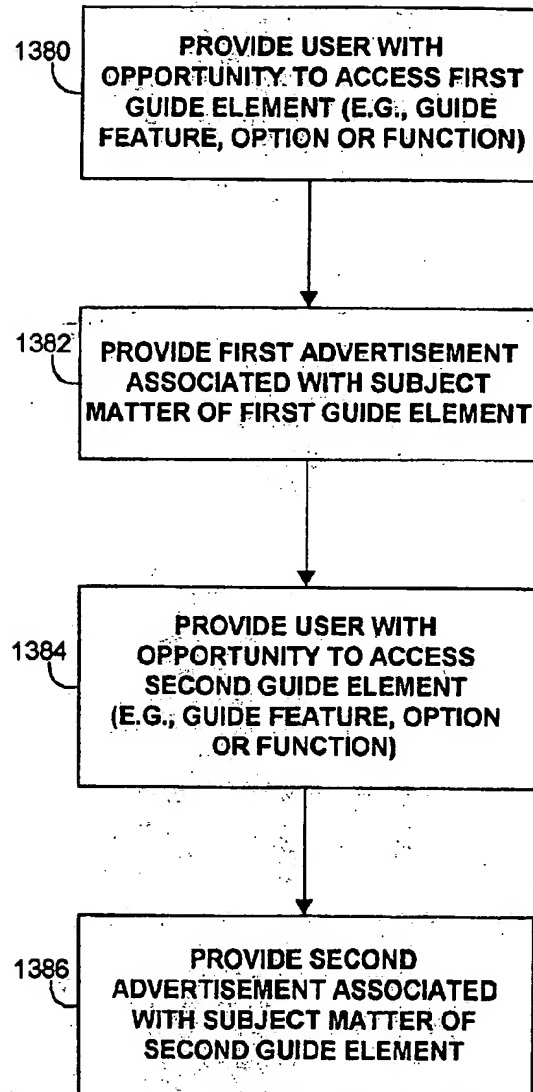 1380
PROVIDE USER WITH
OPPORTUNITY TO ACCESS FIRST
GUIDE ELEMENT (E.G., GUIDE
FEATURE, OPTION OR FUNCTION)
1382
PROVIDE FIRST ADVERTISEMENT
ASSOCIATED WITH SUBJECT
MATTER OF FIRST GUIDE ELEMENT
1384
PROVIDE USER WITH
OPPORTUNITY TO ACCESS
SECOND GUIDE ELEMENT
(E.G., GUIDE FEATURE, OPTION
OR FUNCTION)
1386
PROVIDE SECOND
ADVERTISEMENT ASSOCIATED
WITH SUBJECT MATTER OF
SECOND GUIDE ELEMENT